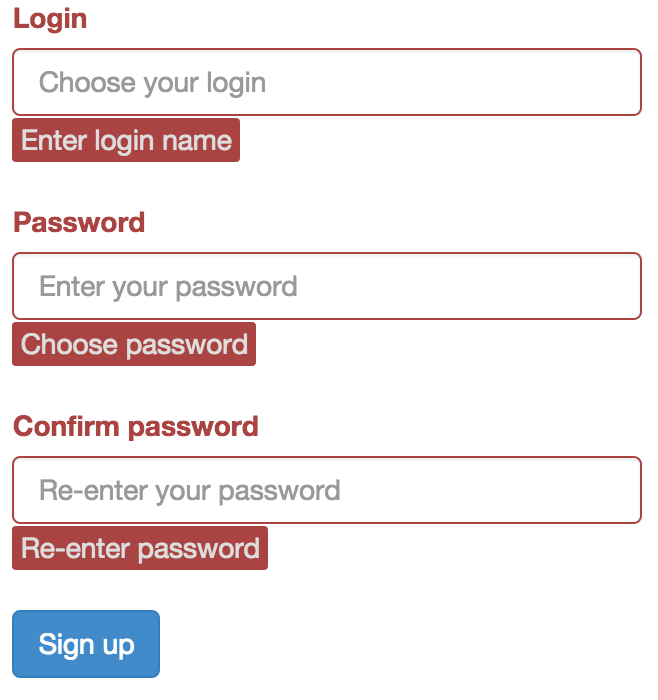 Login
Choose your login
Enter login name
Password
Enter your password
Choose password
Confirm password
Re-enter your password
Re-enter password
Sign up